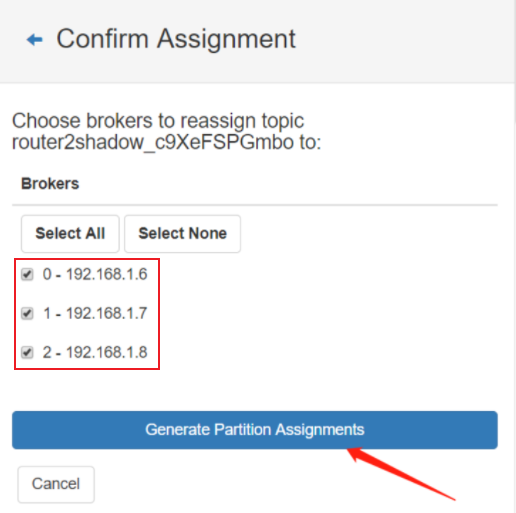 Confirm Assignment
Choose brokers to reassign topic
router2shadow_c9XeFSPGmbo to:
Brokers
Select All Select None
0 - 192.168.1.6
1 - 192.168.1.7
2 - 192.168.1.8
Generate Partition Assignments
Cancel